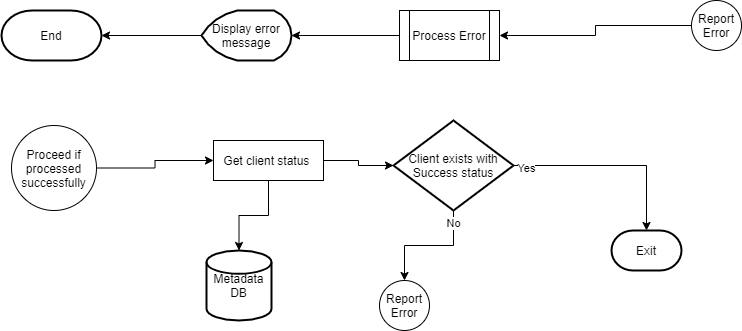 End
Display error
message
Process Error
Report
Error
Proceed if
processed
successfully
Get client status
Client exists with
Success status
Yes
No
Metadata
DB
Report
Error
Exit